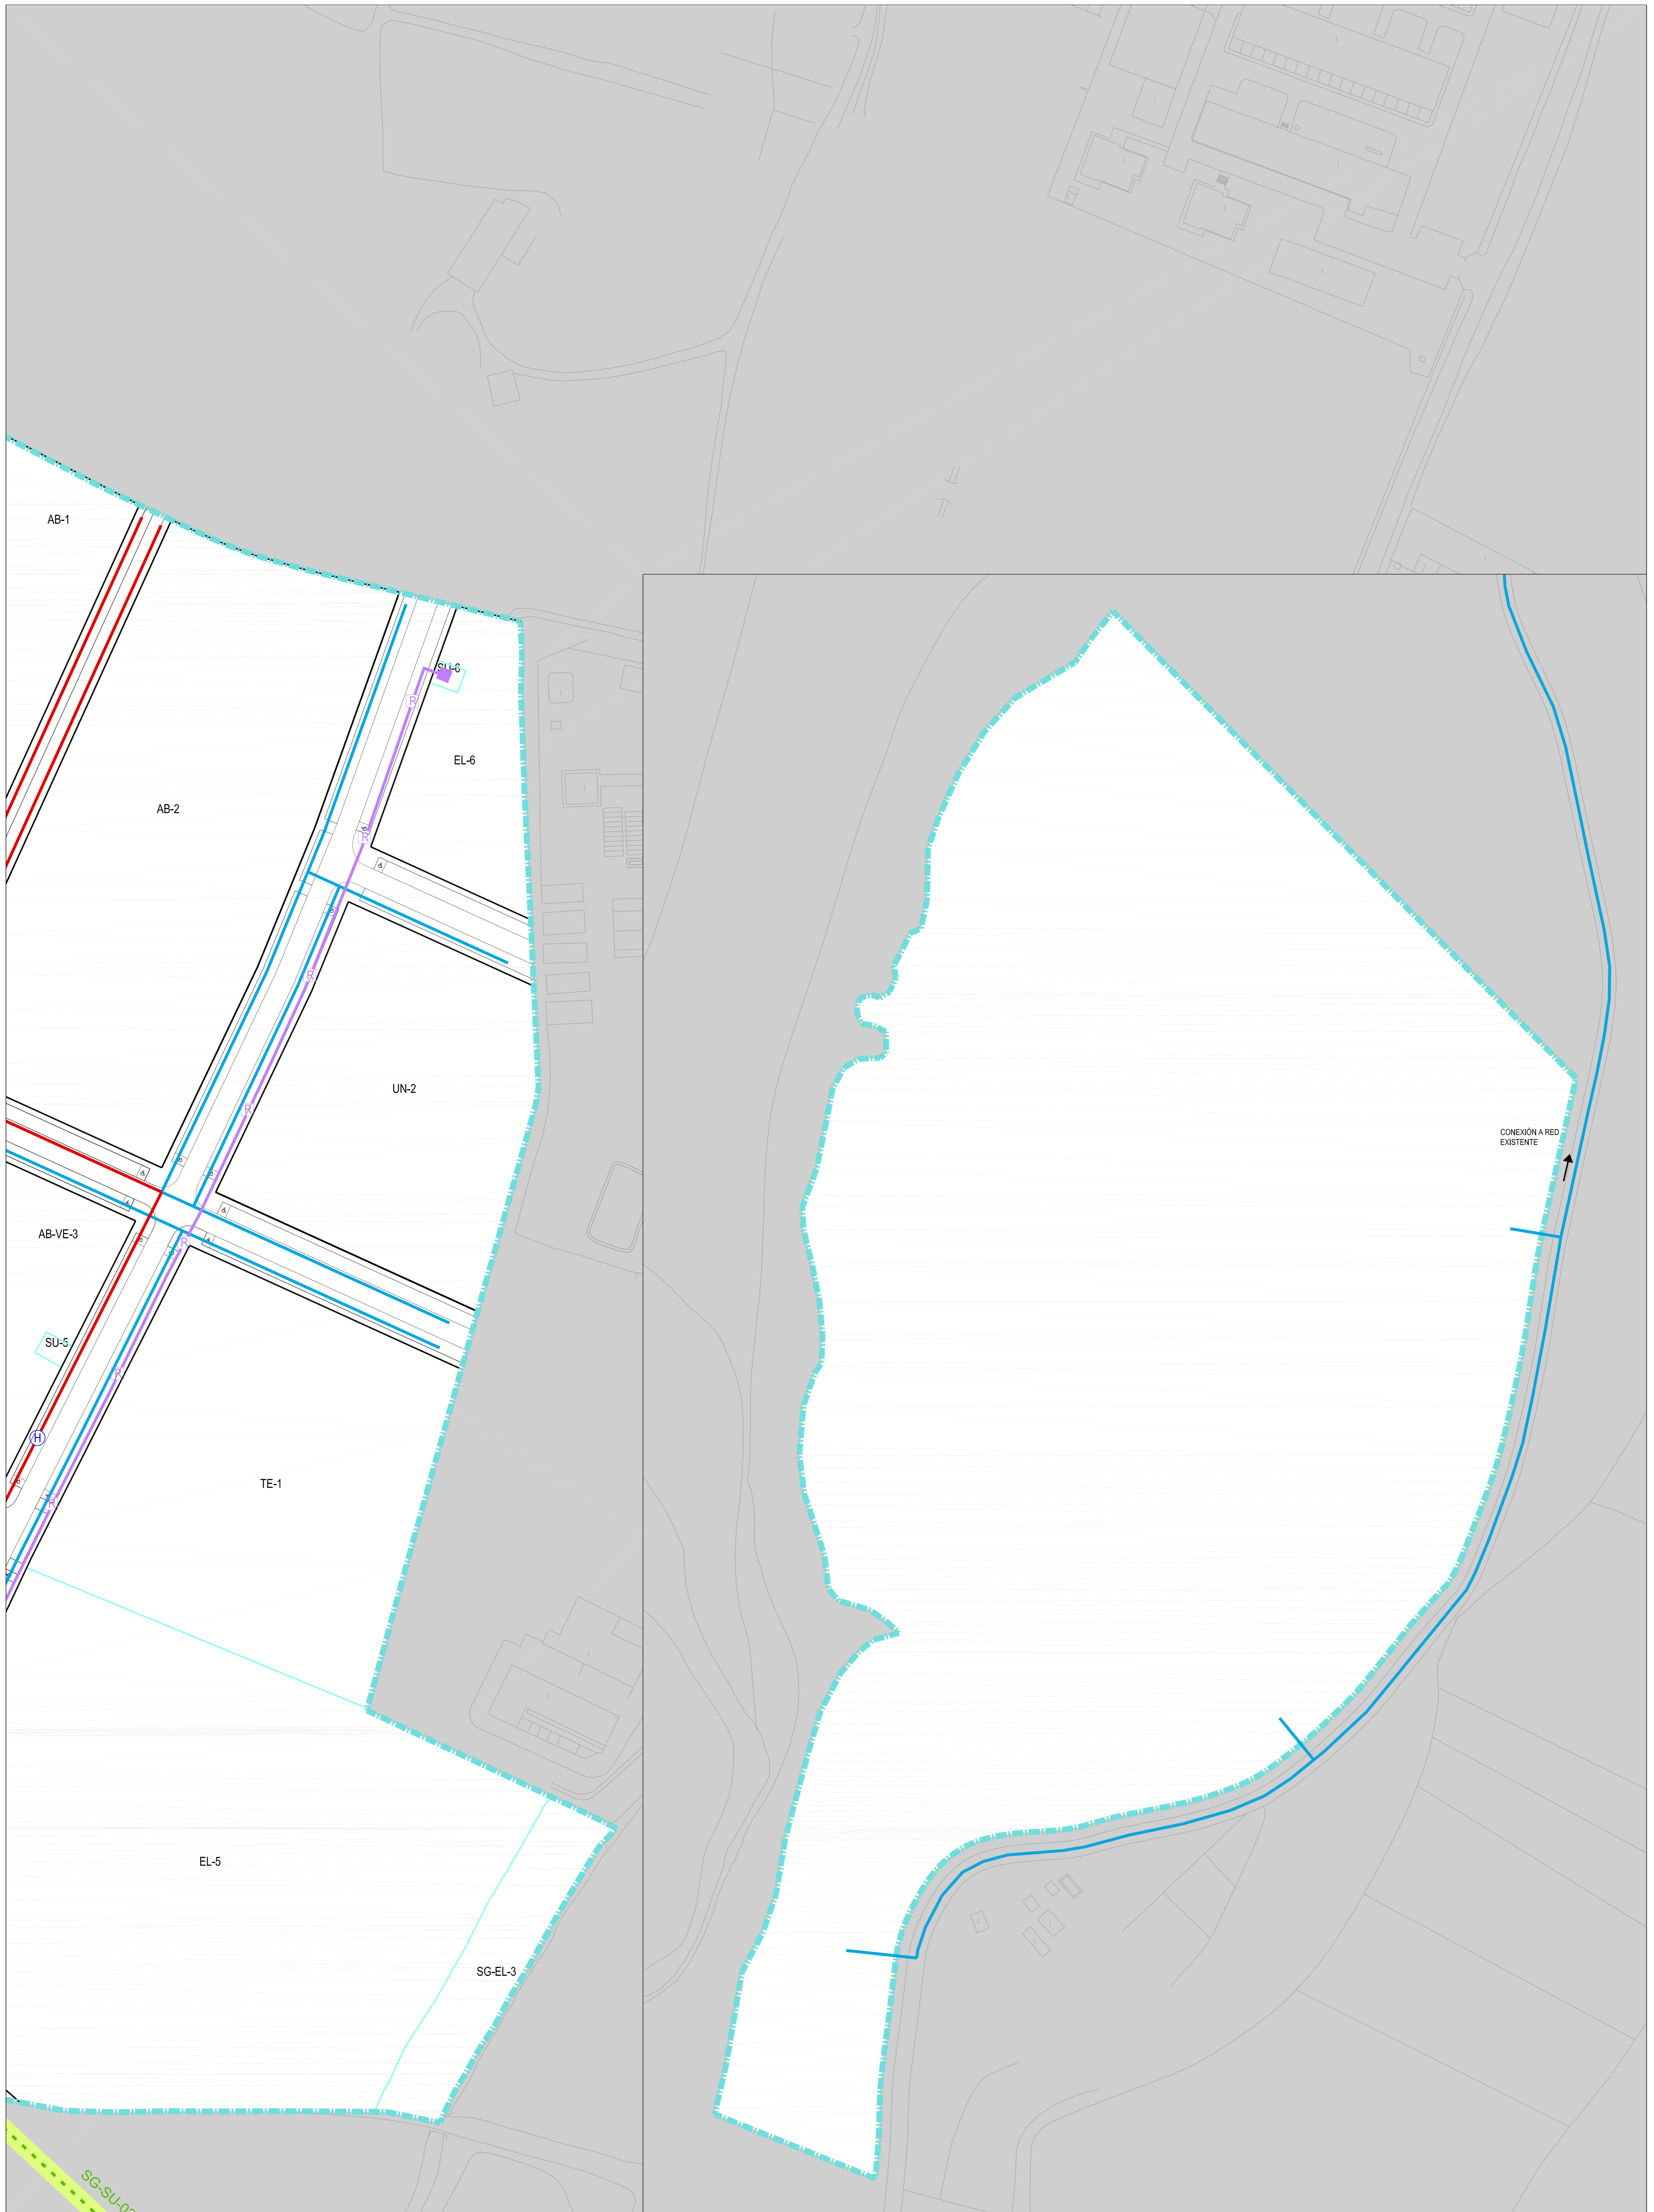 AB-1
SU-6
R
EL-6
AB-2
R
R
UN-2
R
CONEXIÓN A RED
EXISTENTE
AB-VE-3
R
SU-5
R
H
TE-1
R
EL-5
SG-EL-3